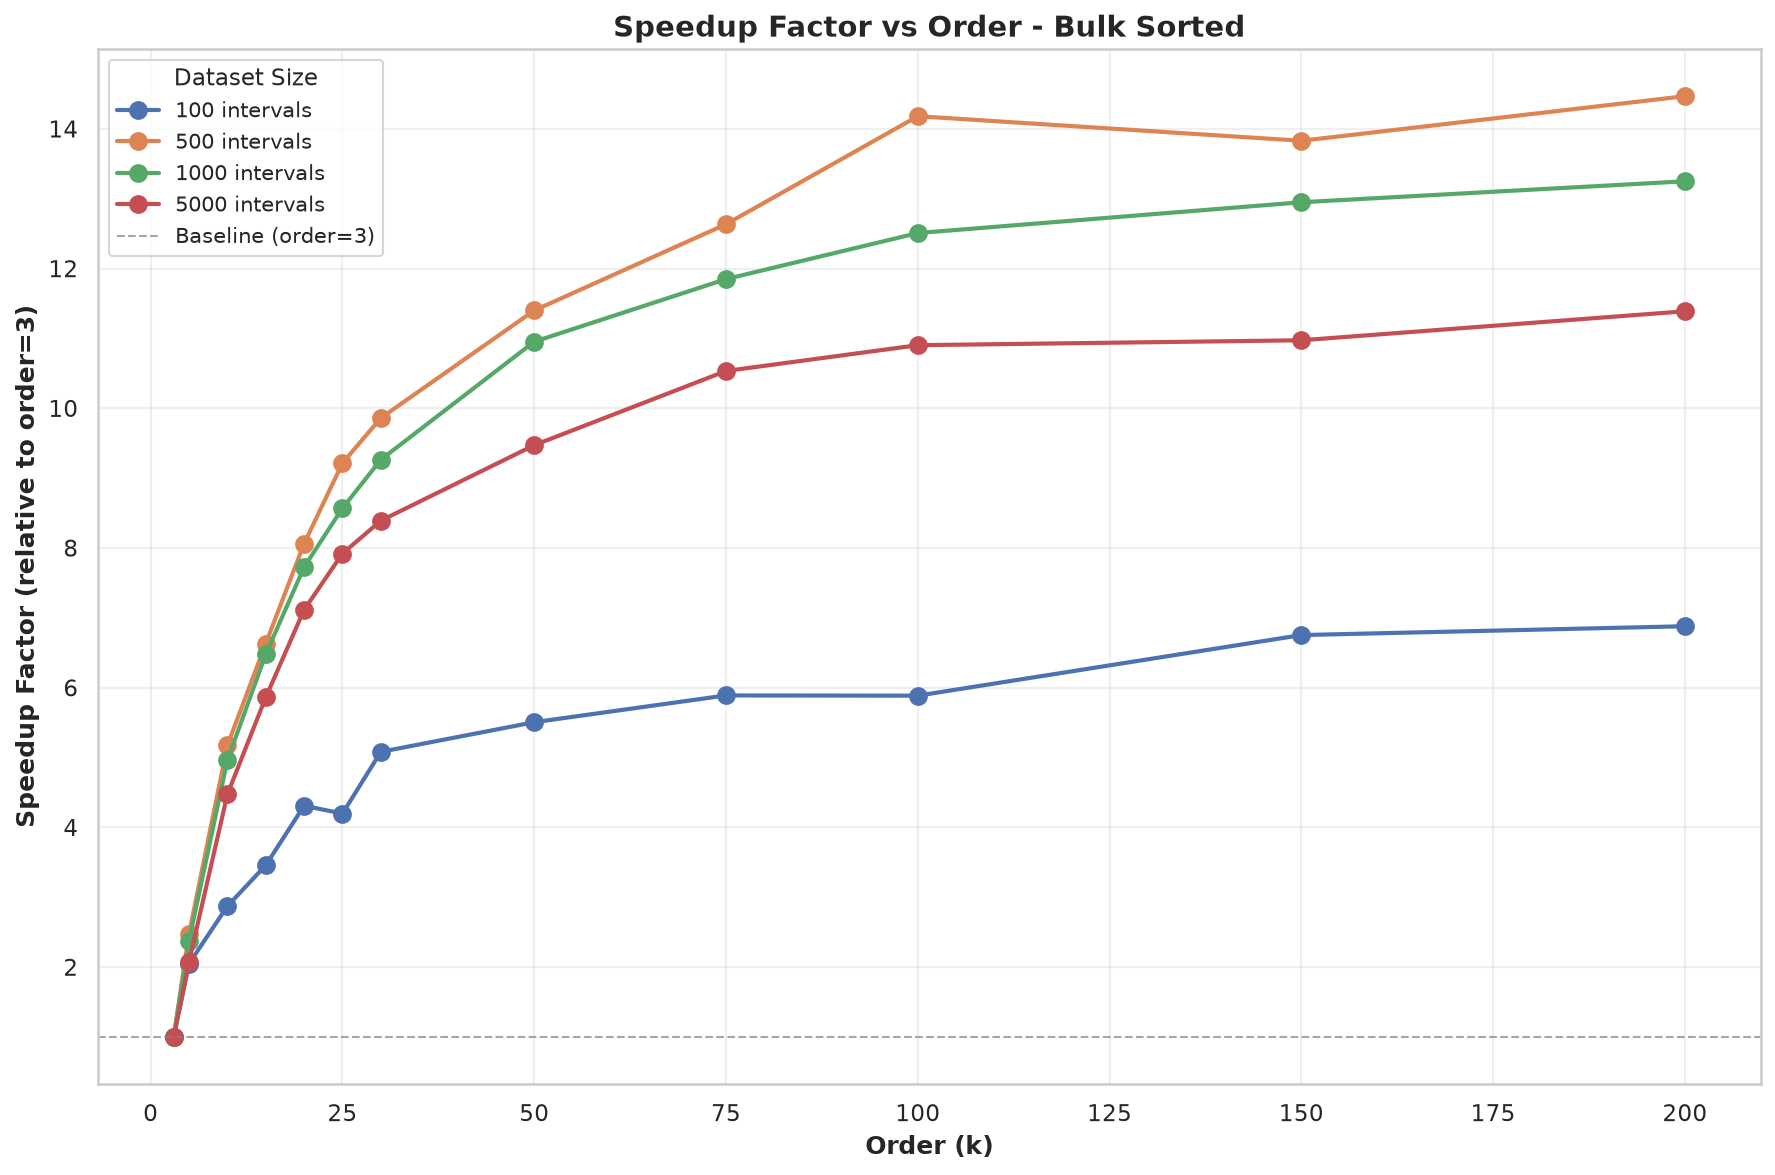 Speedup Factor vs Order - Bulk Sorted
Dataset Size
100 intervals
500 intervals
1000 intervals
5000 intervals
Baseline (order=3)
Speedup Factor (relative to order=3)
14
12
10
8
6
4
2
0 25 50 75 100 125 150 175 200
Order (k)